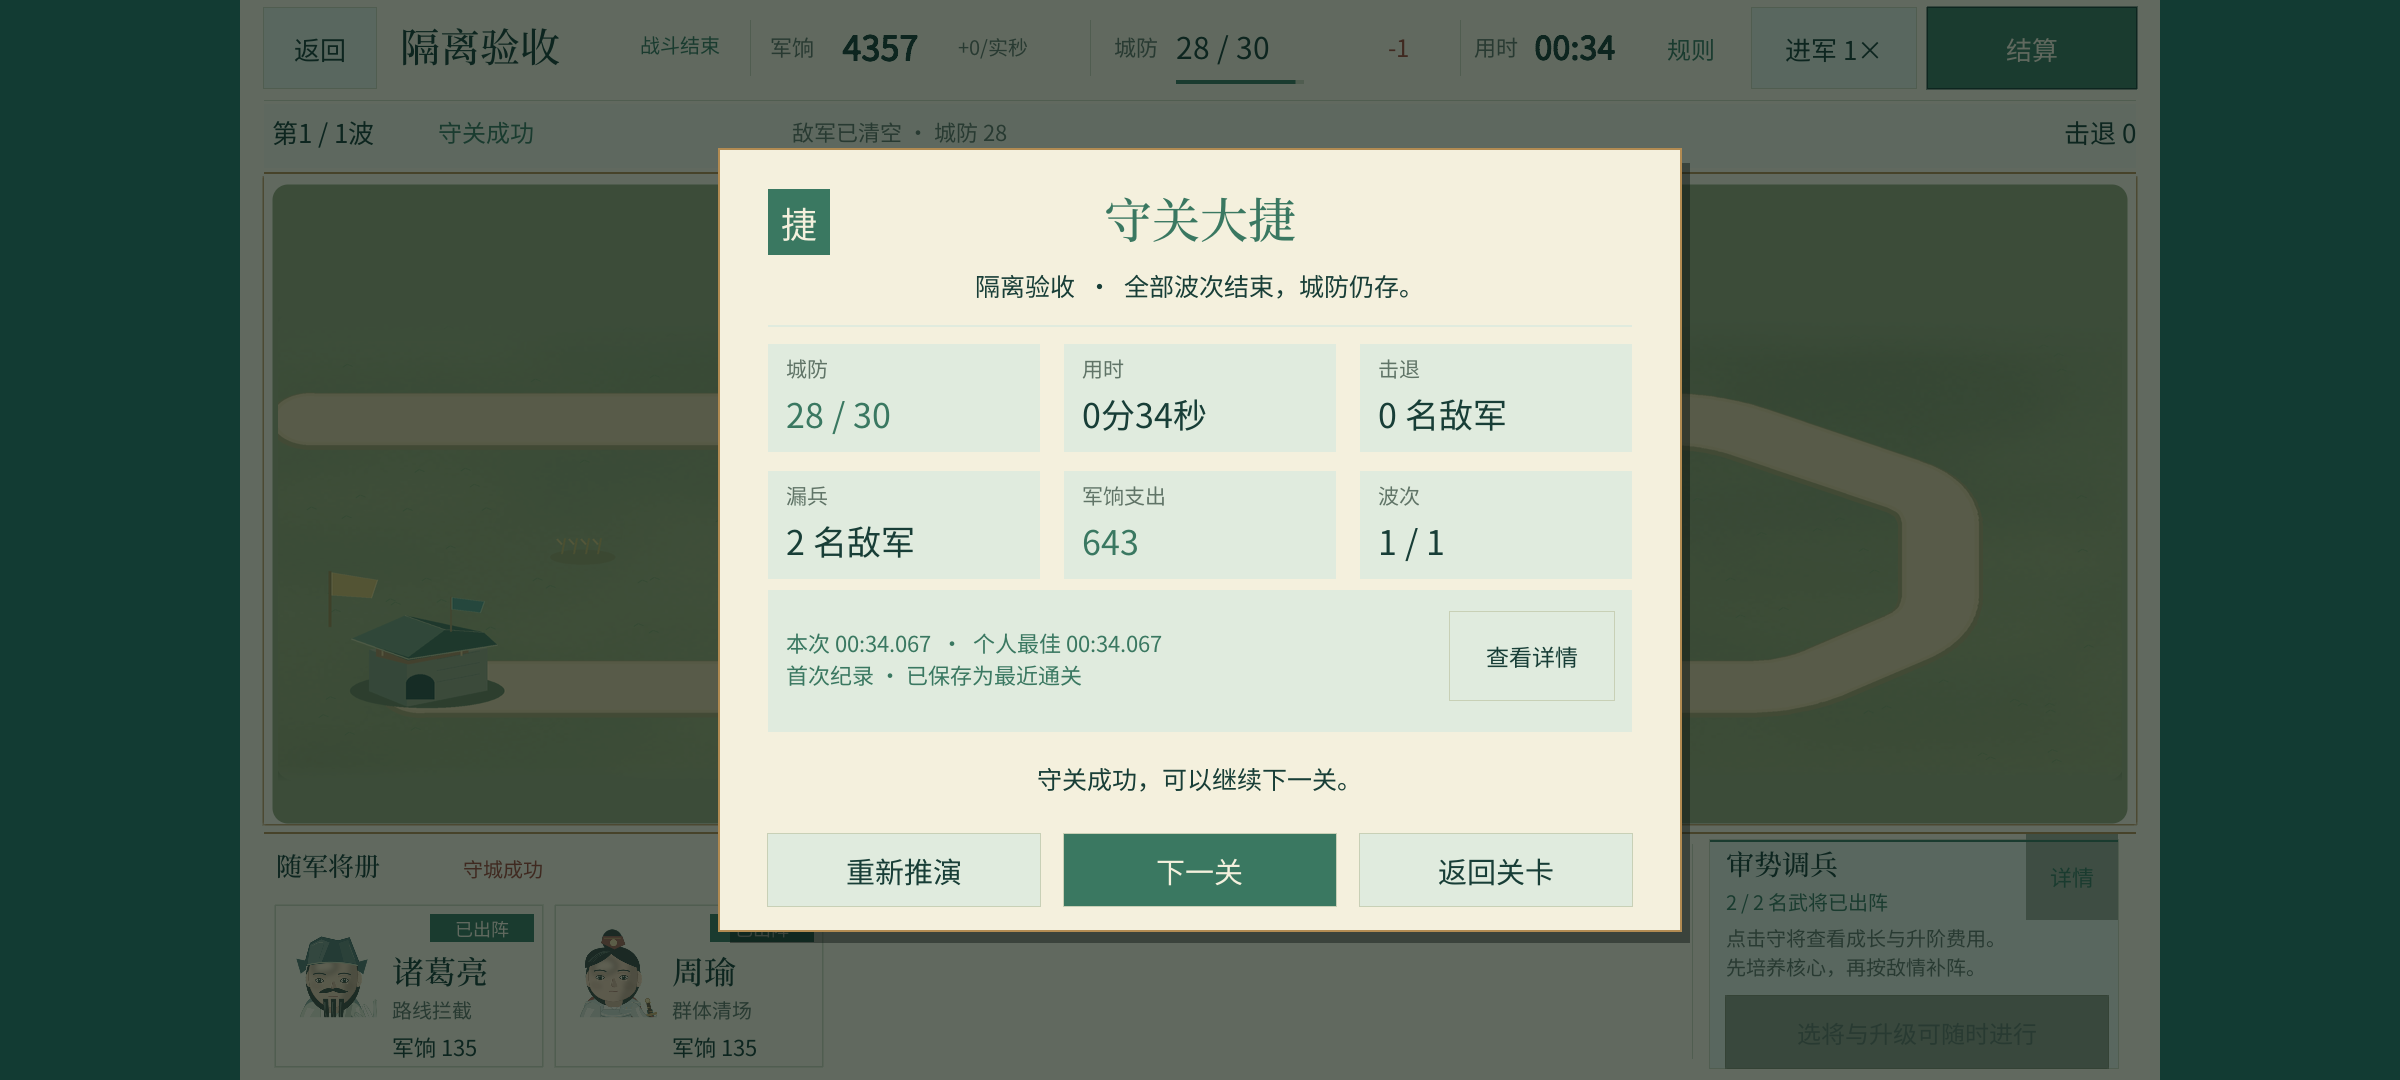 返回
隔离验收
战斗结束
军饷 4357 +0/实秒
城防 28 / 30 -1
用时 00:34
规则
进军 1×
结算
第1 / 1波 守关成功 敌军已清空 · 城防 28 击退 0
捷
守关大捷
隔离验收 · 全部波次结束，城防仍存。
城防
28 / 30
用时
0分34秒
击退
0 名敌军
漏兵
2 名敌军
军饷支出
643
波次
1 / 1
本次 00:34.067 · 个人最佳 00:34.067
首次纪录 · 已保存为最近通关
查看详情
守关成功，可以继续下一关。
重新推演
下一关
返回关卡
随军将册 守城成功
已出阵
诸葛亮
路线拦截
军饷 135
已出阵
周瑜
群体清场
军饷 135
审势调兵
详情
2 / 2 名武将已出阵
点击守将查看成长与升阶费用。
先培养核心，再按敌情补阵。
选将与升级可随时进行